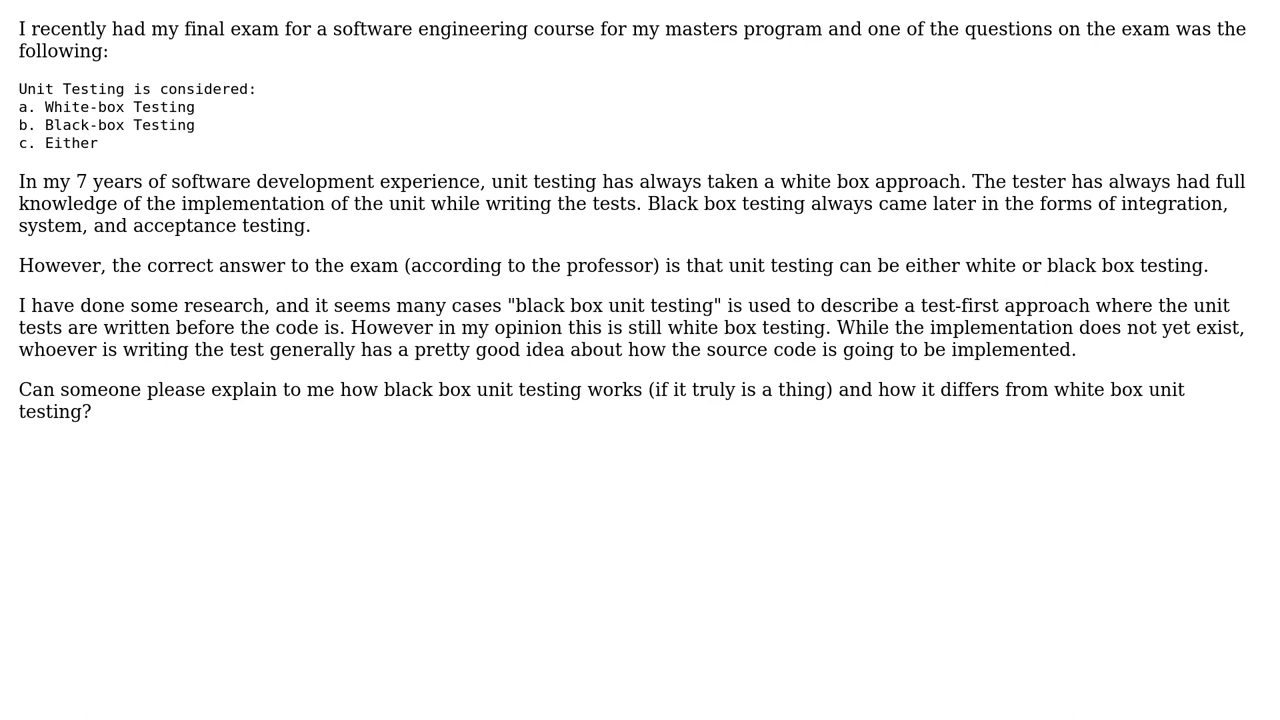 I recently had my final exam for a software engineering course for my masters program and one of the questions on the exam was the
following:
Unit Testing is considered:
a. White-box Testing
b. Black-box Testing
c. Either
In my 7 years of software development experience, unit testing has always taken a white box approach. The tester has always had full
knowledge of the implementation of the unit while writing the tests. Black box testing always came later in the forms of integration,
system, and acceptance testing.
However, the correct answer to the exam (according to the professor) is that unit testing can be either white or black box testing.
I have done some research, and it seems many cases "black box unit testing" is used to describe a test-first approach where the unit
tests are written before the code is. However in my opinion this is still white box testing. While the implementation does not yet exist,
whoever is writing the test generally has a pretty good idea about how the source code is going to be implemented.
Can someone please explain to me how black box unit testing works (if it truly is a thing) and how it differs from white box unit
testing?